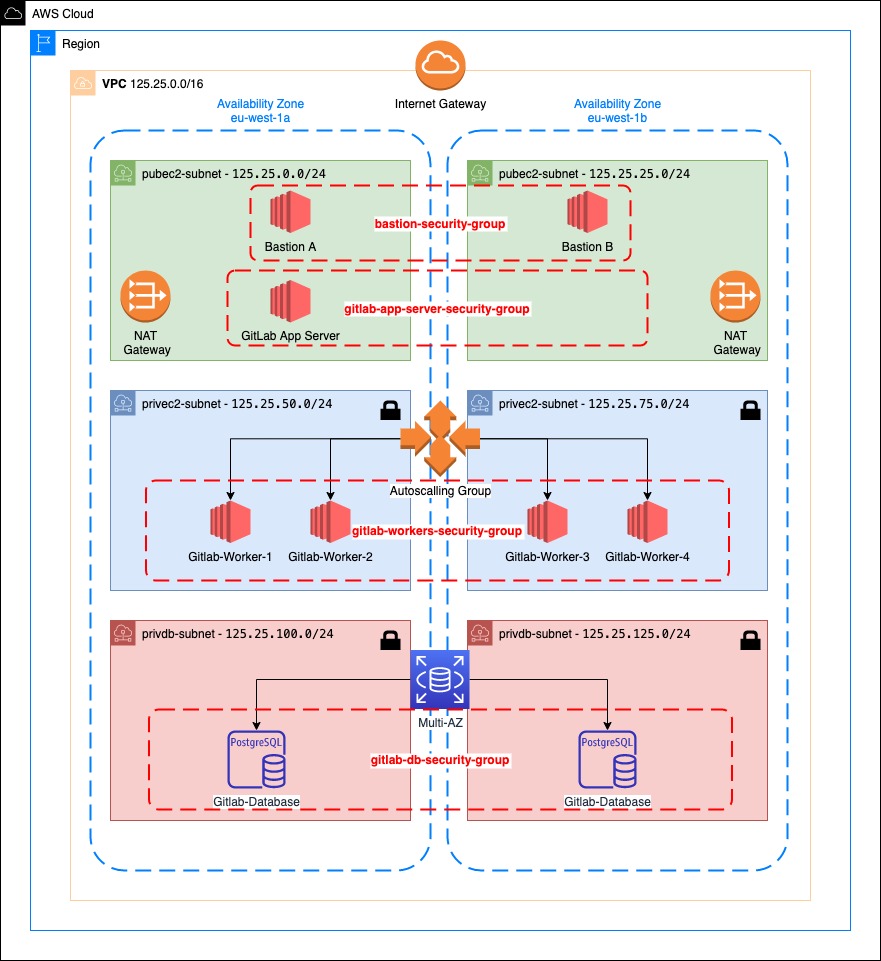 AWS Cloud
Region
VPC 125.25.0.0/16
Internet Gateway
Availability Zone
eu-west-1a
Availability Zone
eu-west-1b
pubec2-subnet - 125.25.0.0/24
pubec2-subnet - 125.25.25.0/24
bastion-security-group
Bastion A
Bastion B
gitlab-app-server-security-group
GitLab App Server
NAT
Gateway
NAT
Gateway
privec2-subnet - 125.25.50.0/24
privec2-subnet - 125.25.75.0/24
Autoscalling Group
gitlab-workers-security-group
Gitlab-Worker-1
Gitlab-Worker-2
Gitlab-Worker-3
Gitlab-Worker-4
privdb-subnet - 125.25.100.0/24
privdb-subnet - 125.25.125.0/24
Multi-AZ
PostgreSQL
PostgreSQL
gitlab-db-security-group
Gitlab-Database
Gitlab-Database